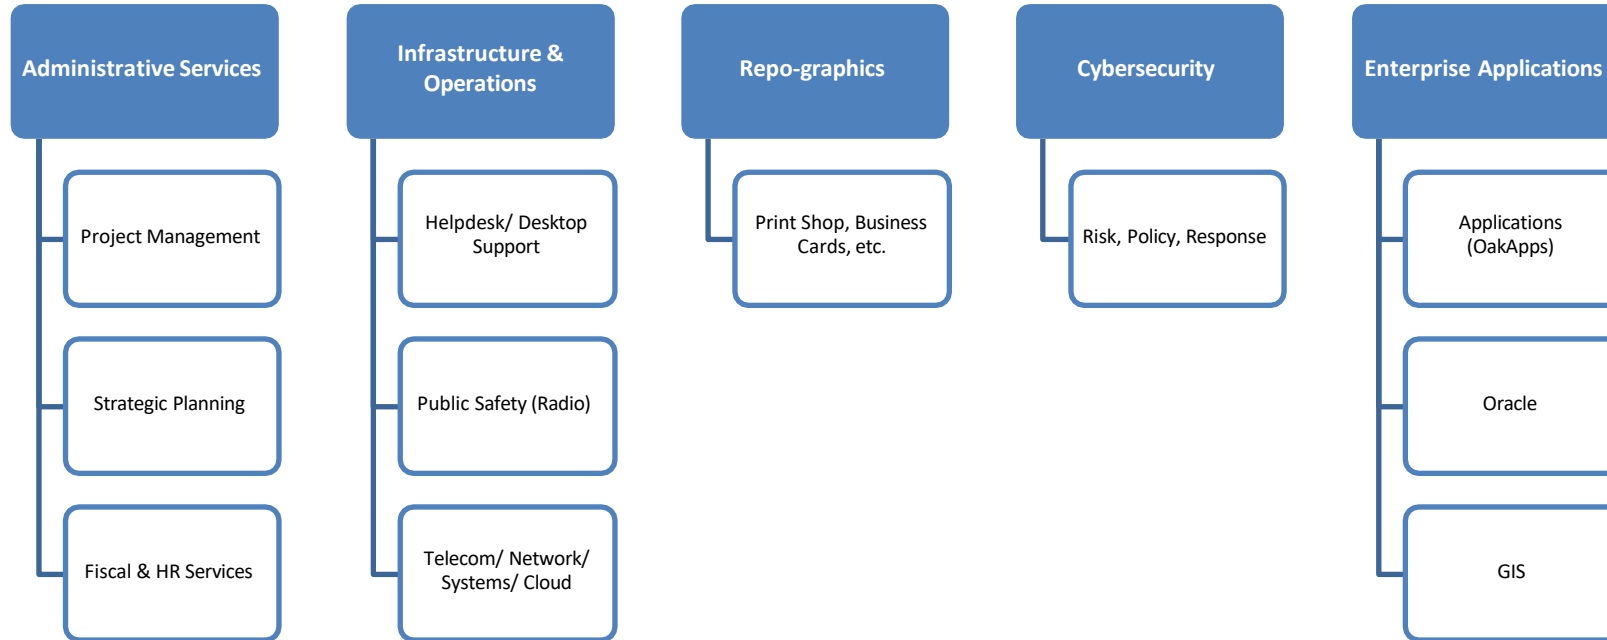 Administrative Services
Project Management
Strategic Planning
Fiscal & HR Services
Infrastructure &
Operations
Helpdesk/ Desktop
Support
Public Safety (Radio)
Telecom/ Network/
Systems/ Cloud
Repo-graphics
Print Shop, Business
Cards, etc.
Cybersecurity
Risk, Policy, Response
Enterprise Applications
Applications
(OakApps)
Oracle
GIS